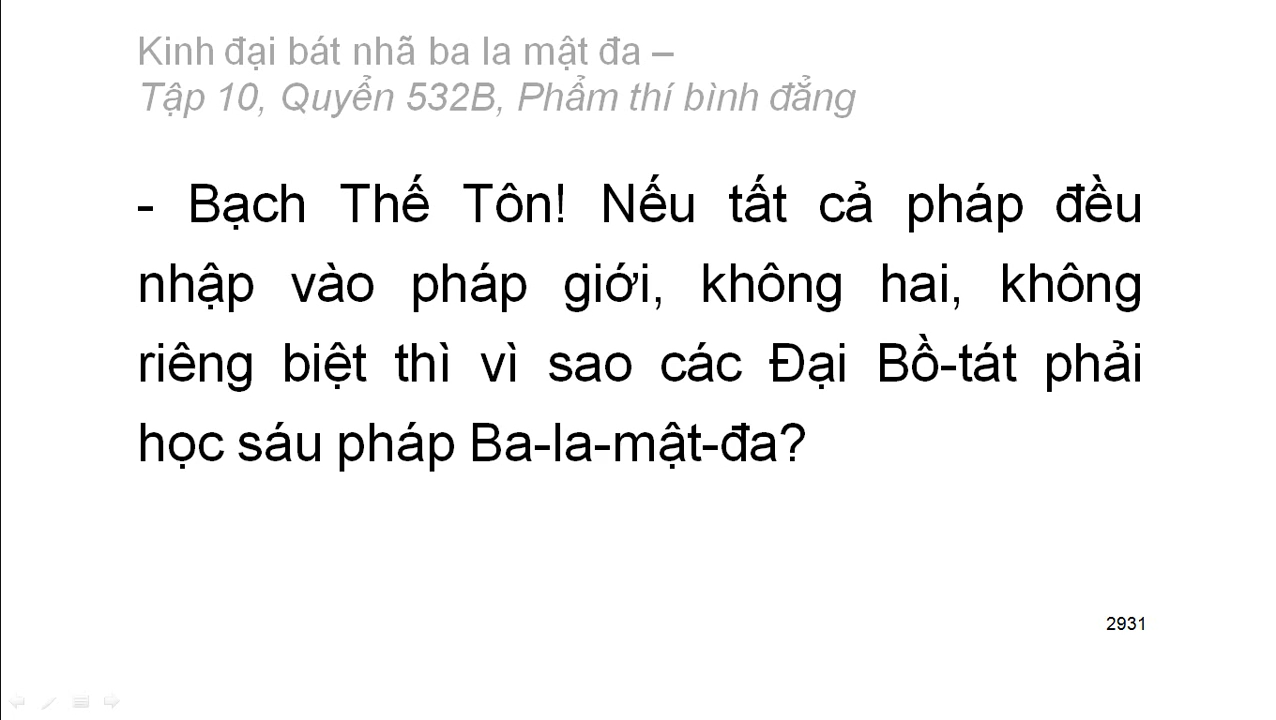 Kinh đại bát nhã ba la mật đa –
Tập 10, Quyển 532B, Phẩm thí bình đẳng
- Bạch Thế Tôn! Nếu tất cả pháp đều
nhập vào pháp giới, không hai, không
riêng biệt thì vì sao các Đại Bồ-tát phải
học sáu pháp Ba-la-mật-đa?
2931